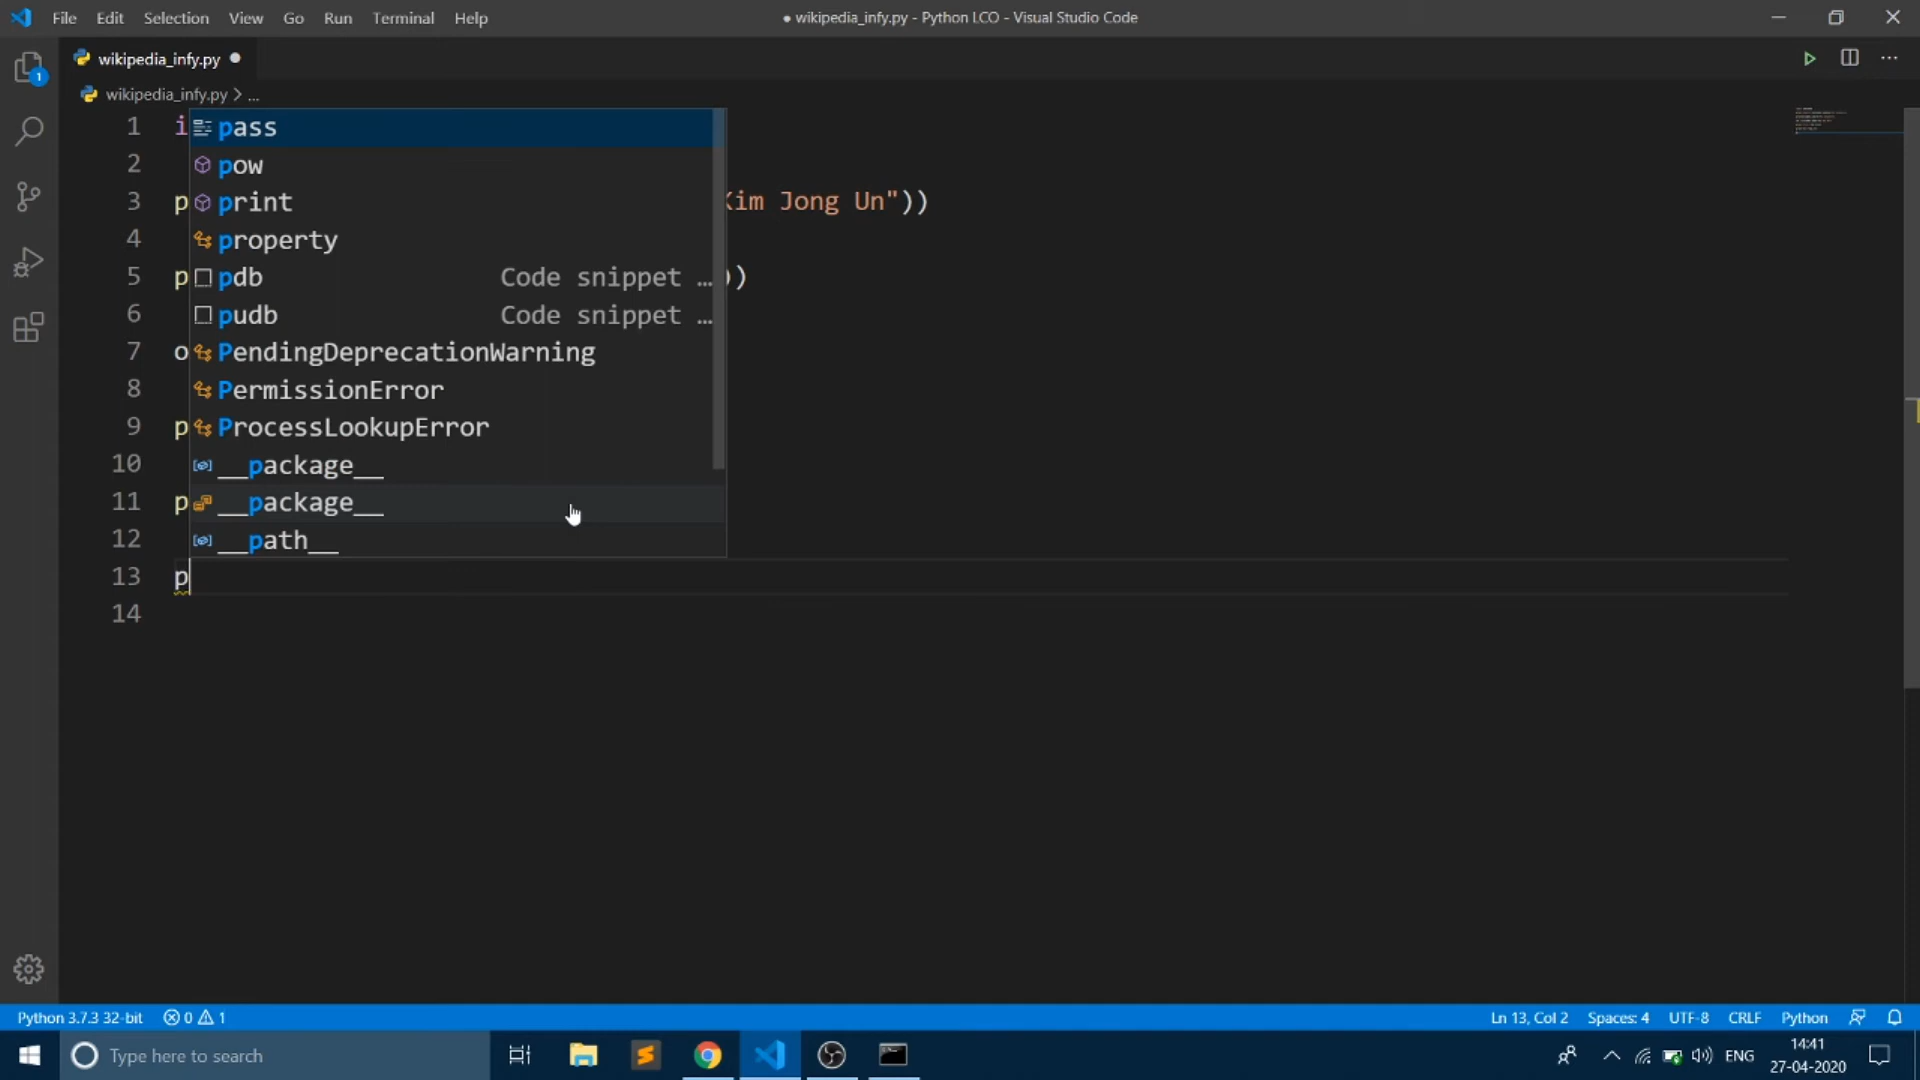 File Edit Selection View Go Run Terminal Help
● wikipedia_infy.py - Python LCO - Visual Studio Code
wikipedia_infy.py ●
wikipedia_infy.py > ...
1 i
2
3 p Kim Jong Un"))
4
5 p ))
6
7 o
8
9 p
10
11 p
12
13 p
14
pass
pow
print
property
pdb Code snippet …
pudb Code snippet …
PendingDeprecationWarning
PermissionError
ProcessLookupError
__package__
__package__
__path__
1
Python 3.7.3 32-bit 0 1
Ln 13, Col 2 Spaces: 4 UTF-8 CRLF Python
Type here to search
ENG
14:41
27-04-2020